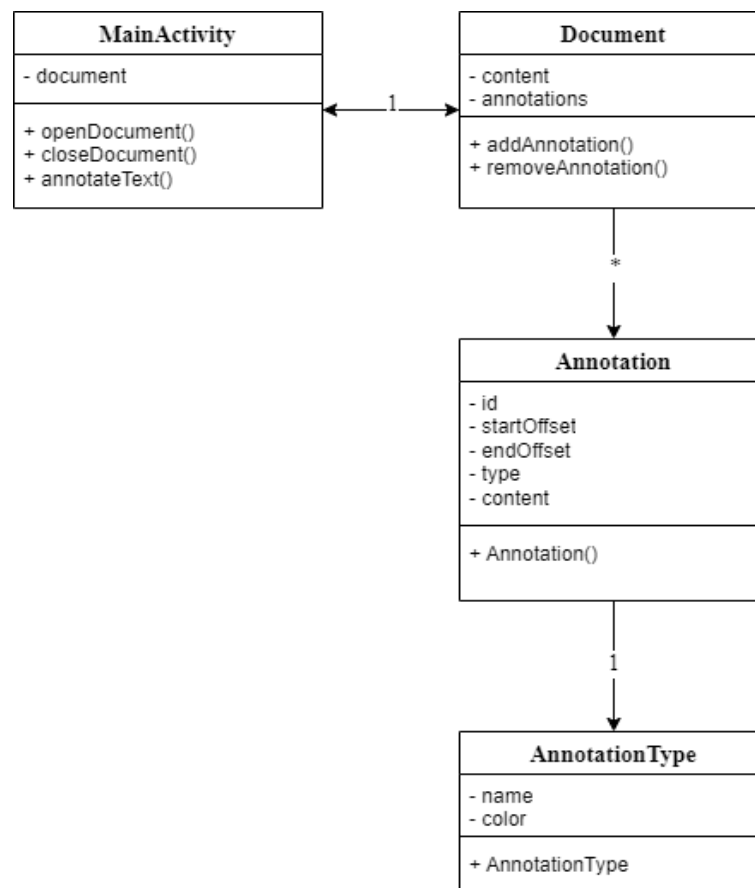 MainActivity
- document
+ openDocument()
+ closeDocument()
+ annotateText()
1
Document
- content
- annotations
+ addAnnotation()
+ removeAnnotation()
*
Annotation
- id
- startOffset
- endOffset
- type
- content
+ Annotation()
1
AnnotationType
- name
- color
+ AnnotationType